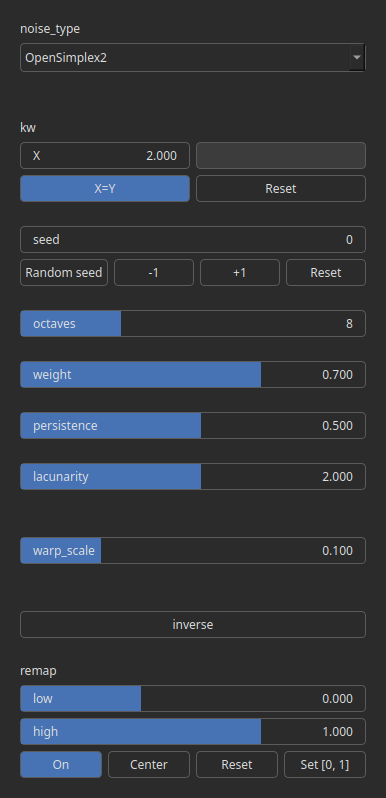 noise_type
OpenSimplex2
kw
X 2.000
X=Y Reset
seed 0
Random seed -1 +1 Reset
octaves 8
weight 0.700
persistence 0.500
lacunarity 2.000
warp_scale 0.100
inverse
remap
low 0.000
high 1.000
On Center Reset Set [0, 1]